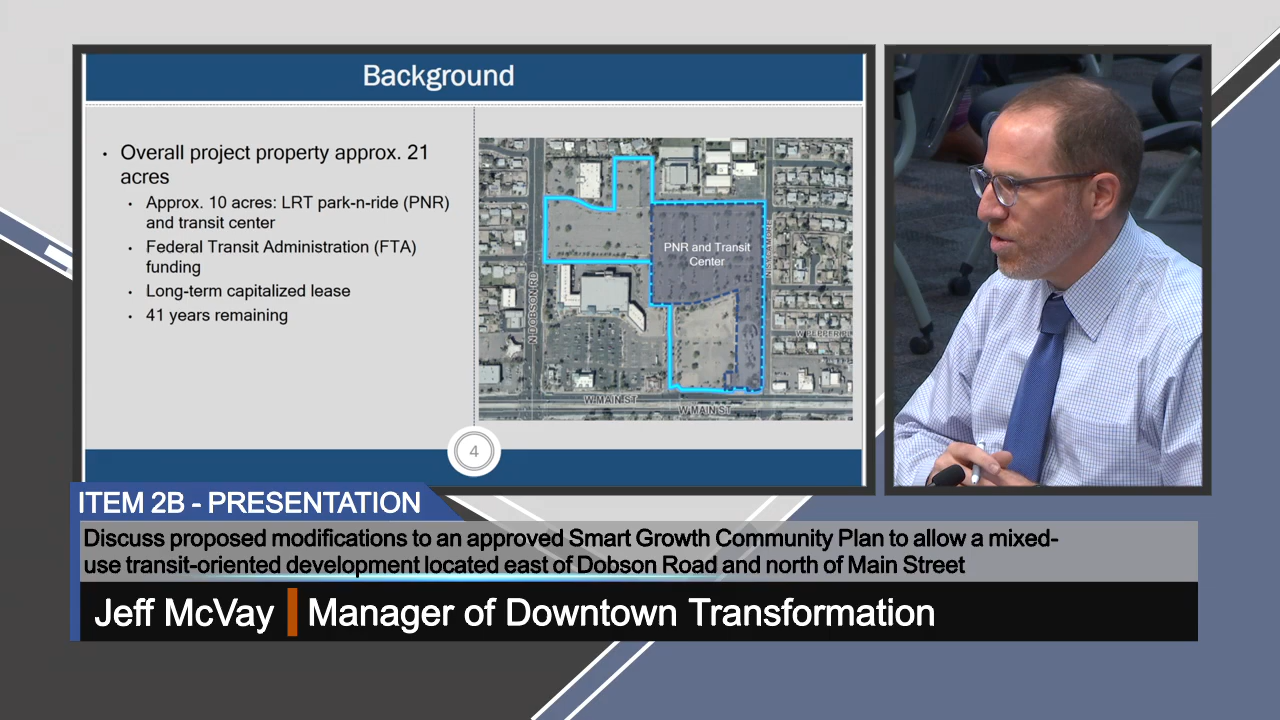 Background
• Overall project property approx. 21
acres
• Approx. 10 acres: LRT park-n-ride (PNR)
and transit center
• Federal Transit Administration (FTA)
funding
• Long-term capitalized lease
• 41 years remaining
PNR and Transit
Center
N DOBSON RD
W MAIN ST
W MAIN ST
4
ITEM 2B - PRESENTATION
Discuss proposed modifications to an approved Smart Growth Community Plan to allow a mixed-
use transit-oriented development located east of Dobson Road and north of Main Street
Jeff McVay
Manager of Downtown Transformation